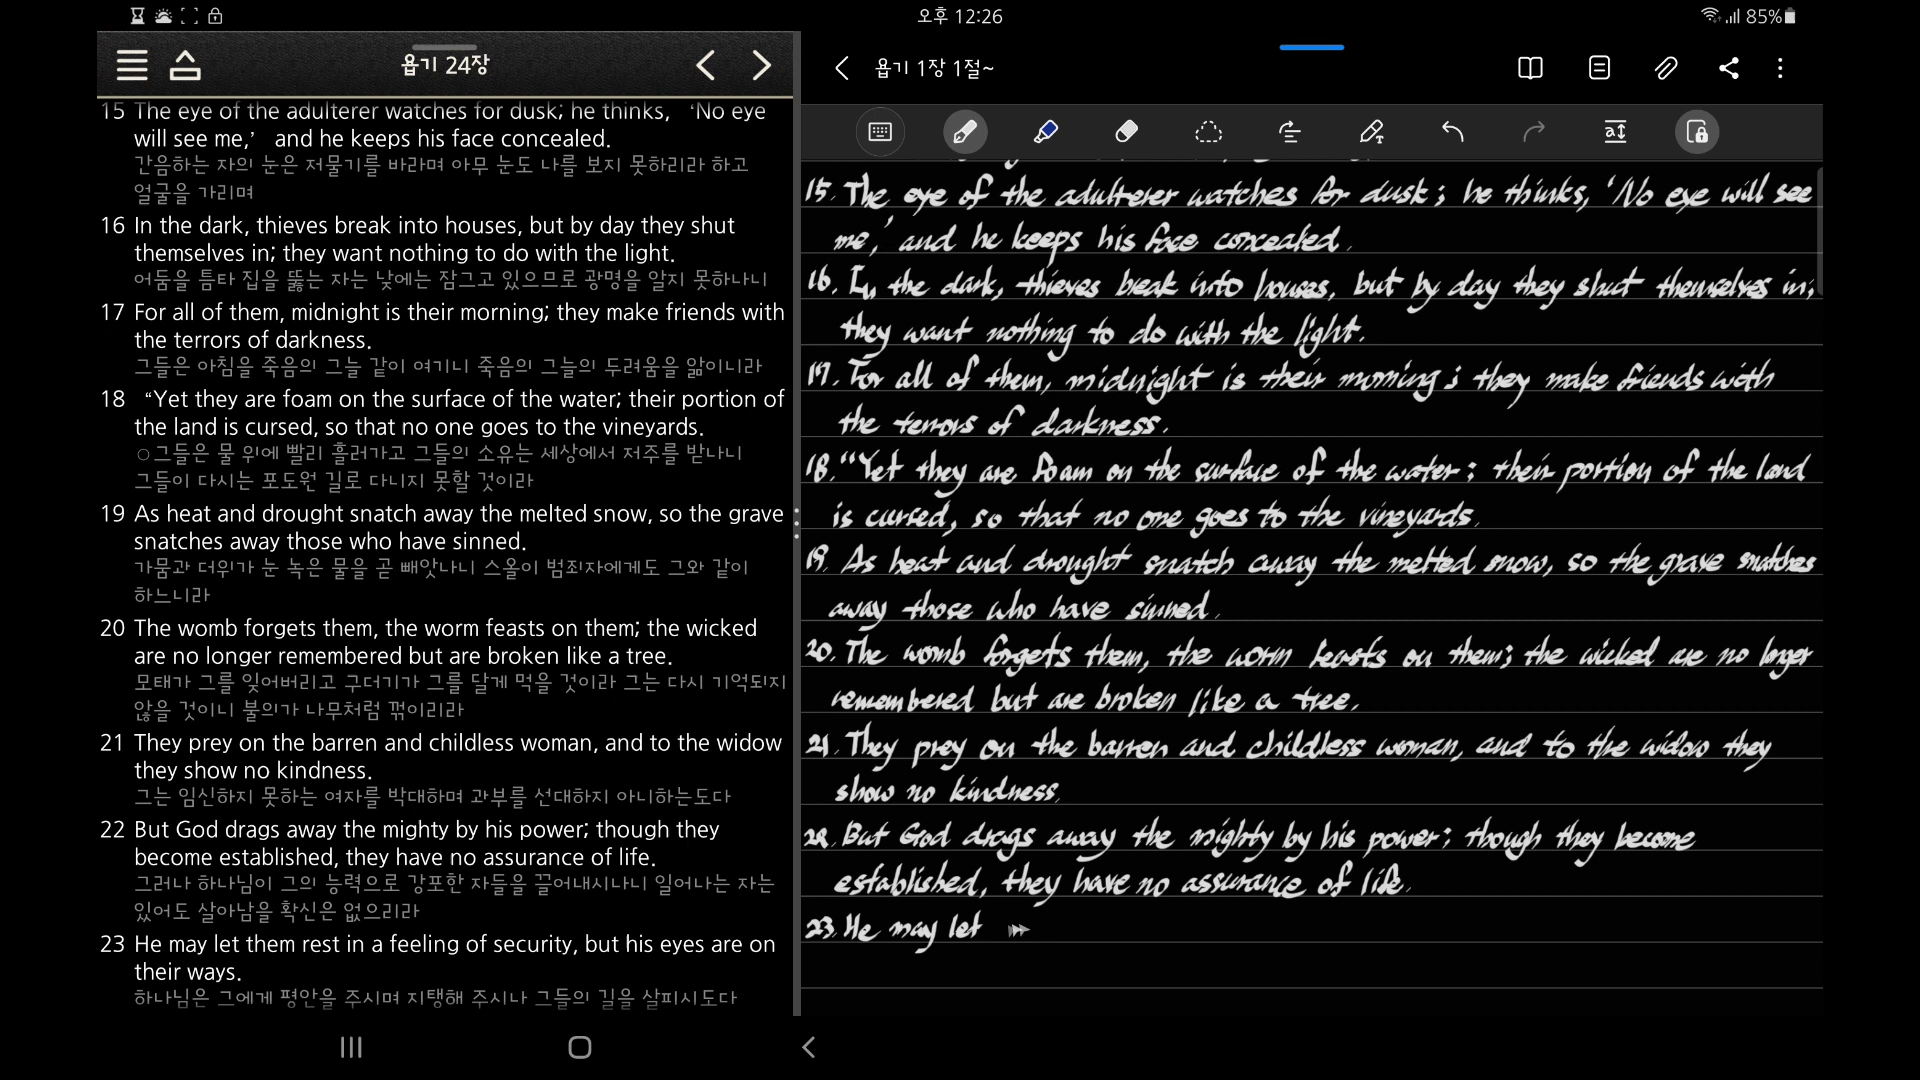 오후 12:26
85%
욥기 24장
15 The eye of the adulterer watches for dusk; he thinks, ‘No eye
will see me,’ and he keeps his face concealed.
간음하는 자의 눈은 저물기를 바라며 아무 눈도 나를 보지 못하리라 하고
얼굴을 가리며
16 In the dark, thieves break into houses, but by day they shut
themselves in; they want nothing to do with the light.
어둠을 틈타 집을 뚫는 자는 낮에는 잠그고 있으므로 광명을 알지 못하나니
17 For all of them, midnight is their morning; they make friends with
the terrors of darkness.
그들은 아침을 죽음의 그늘 같이 여기니 죽음의 그늘의 두려움을 앎이니라
18 “Yet they are foam on the surface of the water; their portion of
the land is cursed, so that no one goes to the vineyards.
○그들은 물 위에 빨리 흘러가고 그들의 소유는 세상에서 저주를 받나니
그들이 다시는 포도원 길로 다니지 못할 것이라
19 As heat and drought snatch away the melted snow, so the grave
snatches away those who have sinned.
가뭄과 더위가 눈 녹은 물을 곧 빼앗나니 스올이 범죄자에게도 그와 같이
하느니라
20 The womb forgets them, the worm feasts on them; the wicked
are no longer remembered but are broken like a tree.
모태가 그를 잊어버리고 구더기가 그를 달게 먹을 것이라 그는 다시 기억되지
않을 것이니 불의가 나무처럼 꺾이리라
21 They prey on the barren and childless woman, and to the widow
they show no kindness.
그는 임신하지 못하는 여자를 박대하며 과부를 선대하지 아니하는도다
22 But God drags away the mighty by his power; though they
become established, they have no assurance of life.
그러나 하나님이 그의 능력으로 강포한 자들을 끌어내시나니 일어나는 자는
있어도 살아남을 확신은 없으리라
23 He may let them rest in a feeling of security, but his eyes are on
their ways.
하나님은 그에게 평안을 주시며 지탱해 주시나 그들의 길을 살피시도다
욥기 1장 1절~
15. The eye of the adulterer watches for dusk; he thinks, ‘No eye will see
me,’ and he keeps his face concealed.
16. In the dark, thieves break into houses, but by day they shut themselves in;
they want nothing to do with the light.
17. For all of them, midnight is their morning; they make friends with
the terrors of darkness.
18. “Yet they are foam on the surface of the water; their portion of the land
is cursed, so that no one goes to the vineyards.
19. As heat and drought snatch away the melted snow, so the grave snatches
away those who have sinned.
20. The womb forgets them, the worm feasts on them; the wicked are no longer
remembered but are broken like a tree.
21. They prey on the barren and childless woman, and to the widow they
show no kindness.
22. But God drags away the mighty by his power; though they become
established, they have no assurance of life.
23. He may let